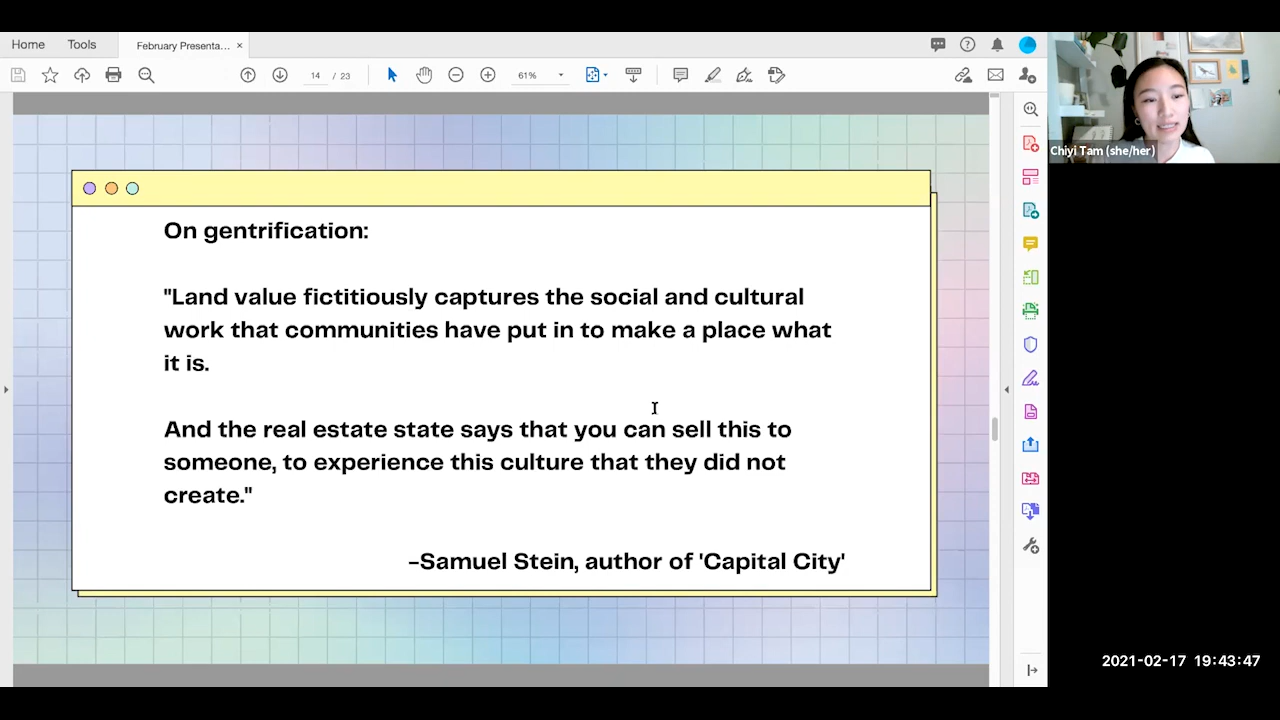 Home Tools February Presenta... ×
14 / 23 61%
Chiyi Tam (she/her)
On gentrification:
"Land value fictitiously captures the social and cultural
work that communities have put in to make a place what
it is.
And the real estate state says that you can sell this to
someone, to experience this culture that they did not
create."
–Samuel Stein, author of 'Capital City'
2021-02-17 19:43:47